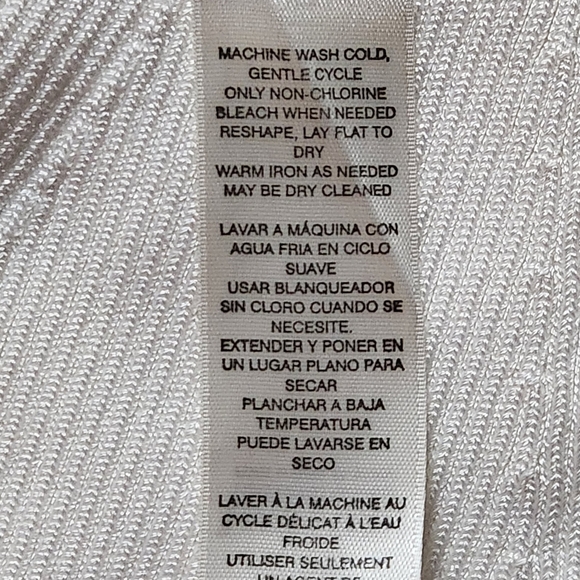 MACHINE WASH COLD,
GENTLE CYCLE
ONLY NON-CHLORINE
BLEACH WHEN NEEDED
RESHAPE, LAY FLAT TO
DRY
WARM IRON AS NEEDED
MAY BE DRY CLEANED
LAVAR A MÁQUINA CON
AGUA FRIA EN CICLO
SUAVE
USAR BLANQUEADOR
SIN CLORO CUANDO SE
NECESITE.
EXTENDER Y PONER EN
UN LUGAR PLANO PARA
SECAR
PLANCHAR A BAJA
TEMPERATURA
PUEDE LAVARSE EN
SECO
LAVER À LA MACHINE AU
CYCLE DÉLICAT À L'EAU
FROIDE
UTILISER SEULEMENT
UN AGENT DE